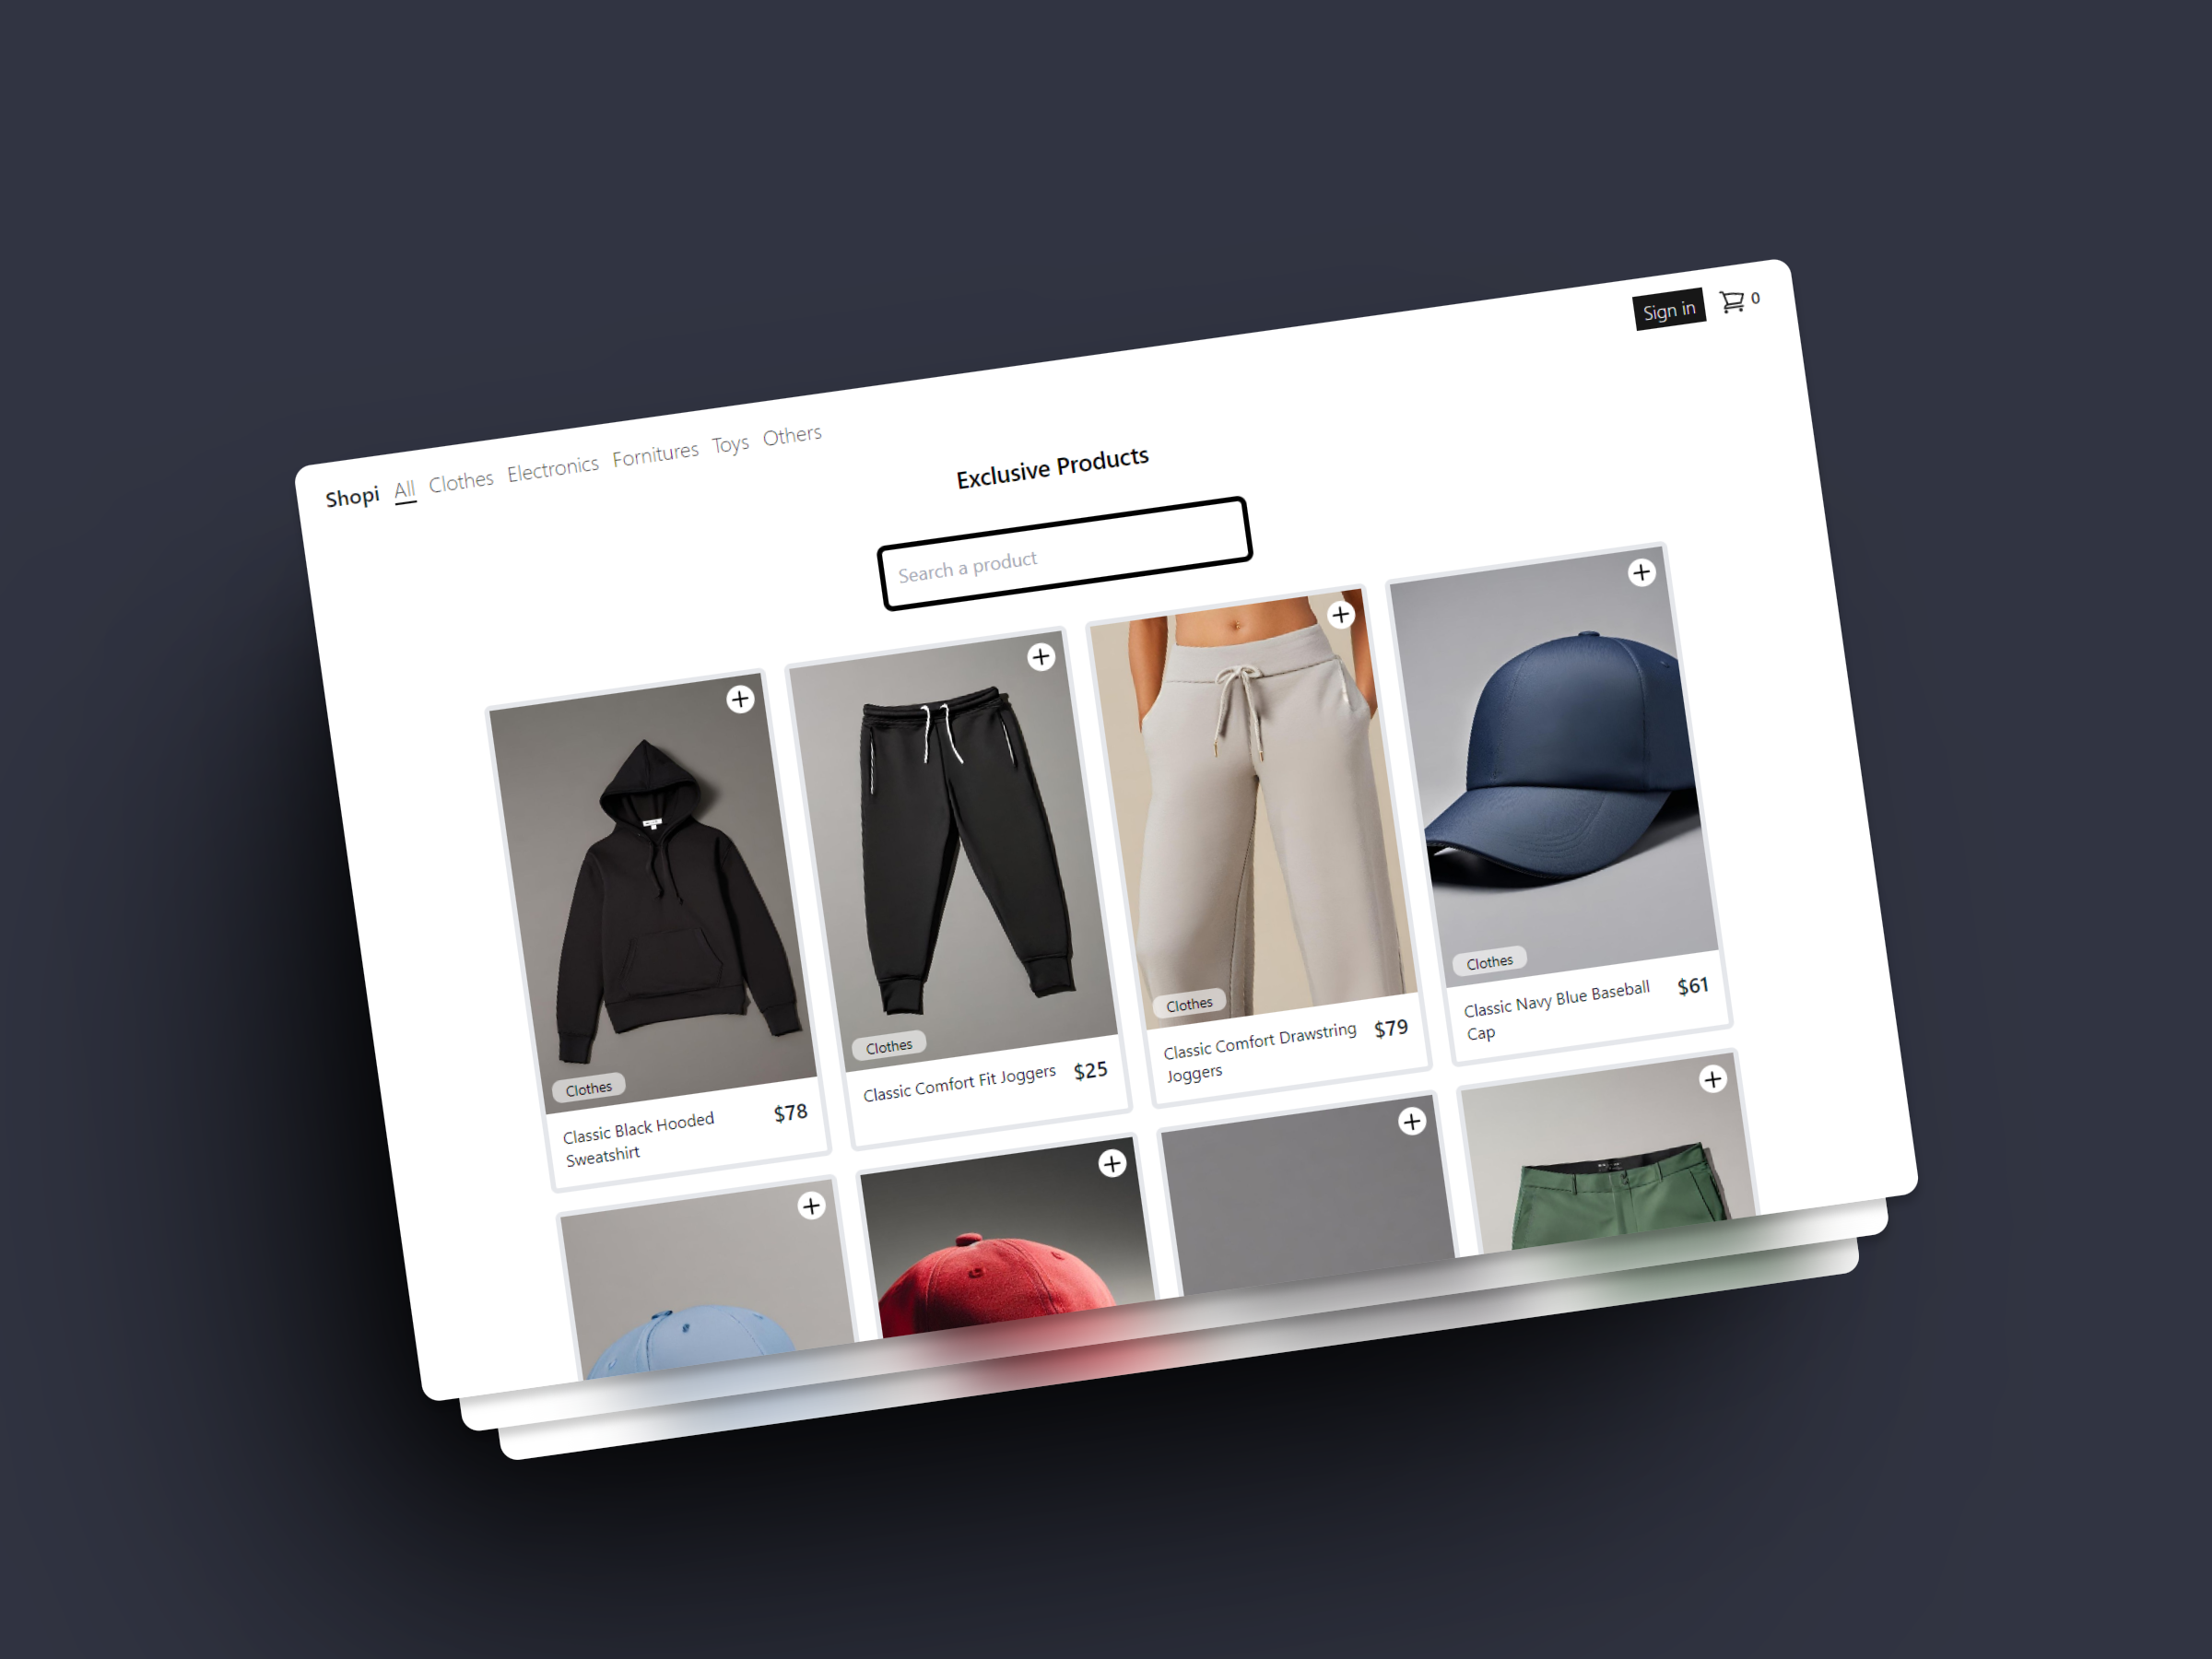 Sign in 0
Shopi All Clothes Electronics Fornitures Toys Others
Exclusive Products
Search a product
Clothes
Classic Black Hooded
Sweatshirt
$78
Clothes
Classic Comfort Fit Joggers
$25
Clothes
Classic Comfort Drawstring
Joggers
$79
Clothes
Classic Navy Blue Baseball
Cap
$61